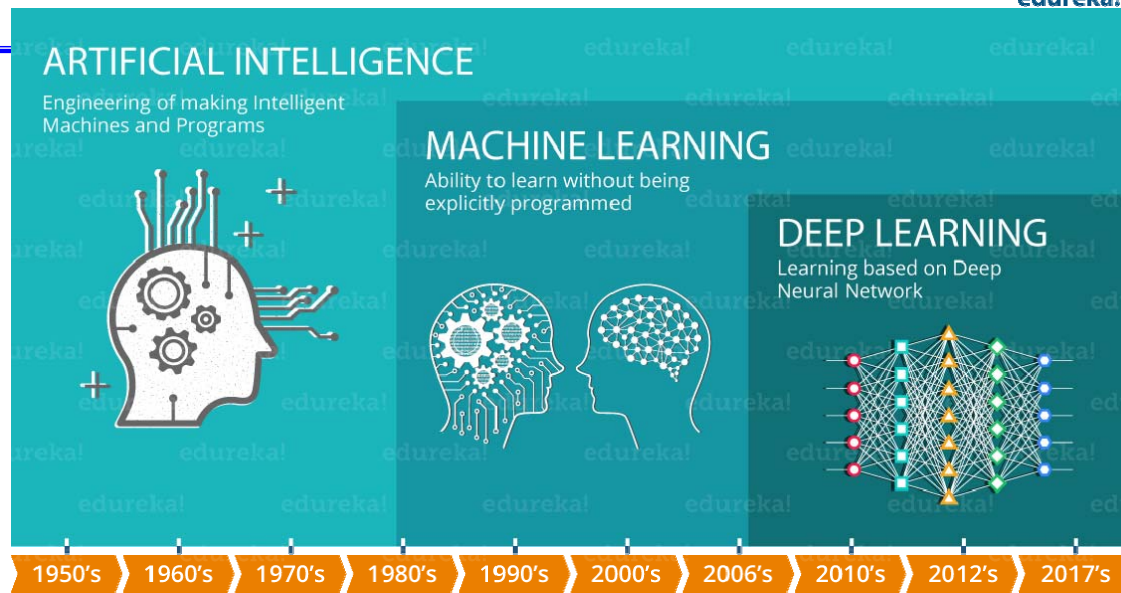 edureka!
ARTIFICIAL INTELLIGENCE
Engineering of making Intelligent
Machines and Programs
MACHINE LEARNING
Ability to learn without being
explicitly programmed
DEEP LEARNING
Learning based on Deep
Neural Network
1950's 1960's 1970's 1980's 1990's 2000's 2006's 2010's 2012's 2017's